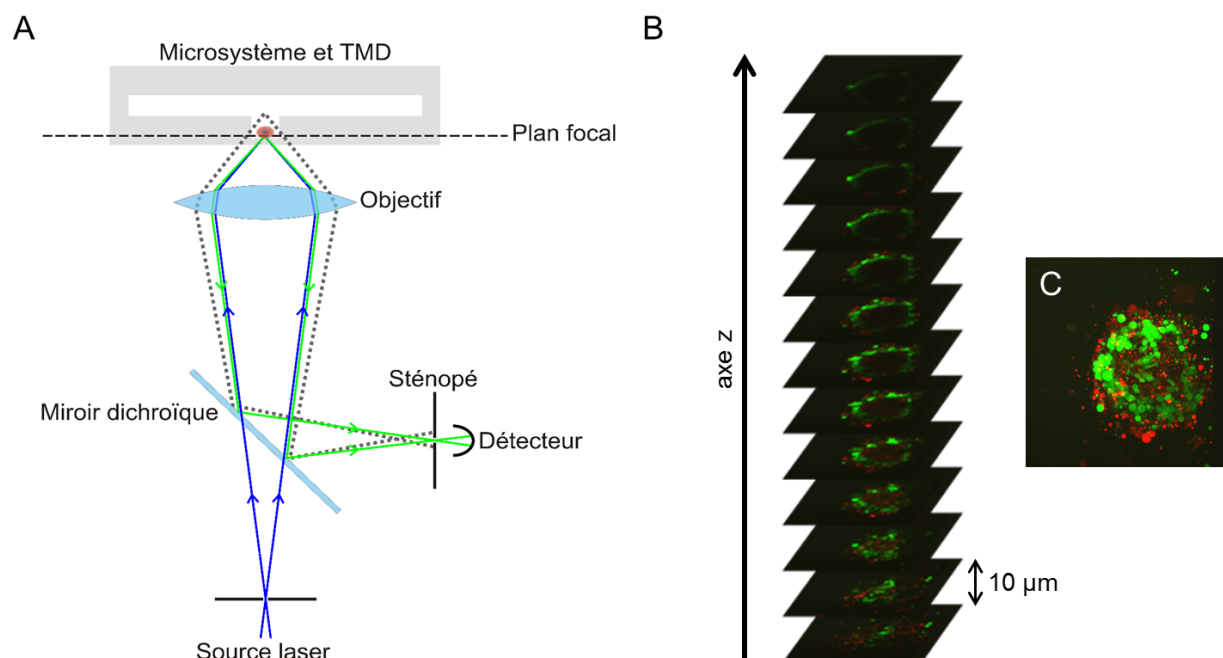 A
Microsystème et TMD
Plan focal
Objectif
Miroir dichroïque
Sténopé
Détecteur
Source laser
B
axe z
10 µm
C